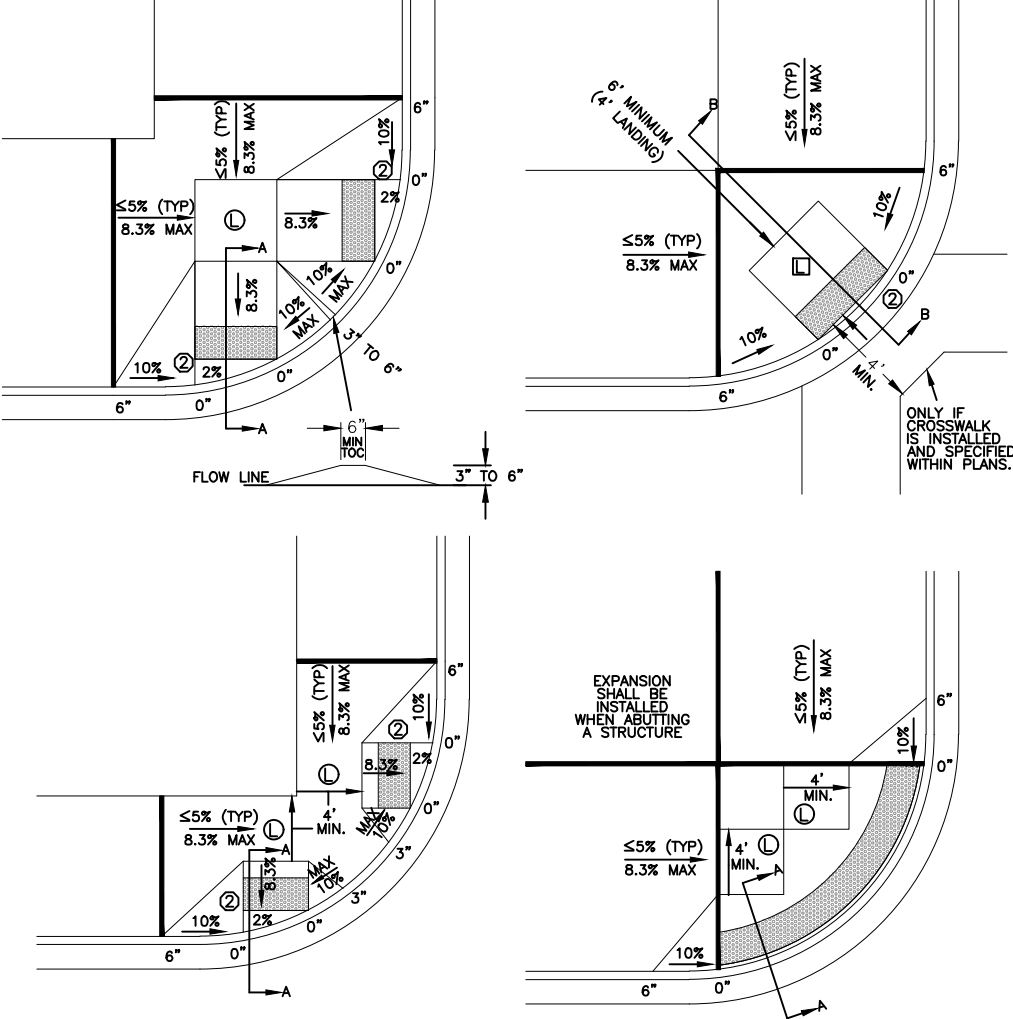 6"
10%
≤5% (TYP)
8.3% MAX
2
0"
2%
≤5% (TYP)
8.3% MAX
L
8.3%
A
0"
10%
MAX
8.3%
10%
MAX
3" TO 6"
2
10%
2%
0"
6"
0"
A
6"
MIN
TOC
FLOW LINE
3" TO 6"
6' MINIMUM
(4' LANDING)
B
≤5% (TYP)
8.3% MAX
6"
10%
≤5% (TYP)
8.3% MAX
L
0"
2
B
10%
0"
4'
MIN.
6"
ONLY IF
CROSSWALK
IS INSTALLED
AND SPECIFIED
WITHIN PLANS.
≤5% (TYP)
8.3% MAX
6"
10%
2
0"
8.3%
2%
L
0"
4'
MIN.
MAX
10%
3"
≤5% (TYP)
8.3% MAX
L
A
8.3%
MAX
10%
3"
2
10%
2%
0"
6"
0"
A
EXPANSION
SHALL BE
INSTALLED
WHEN ABUTTING
A STRUCTURE
≤5% (TYP)
8.3% MAX
6"
10%
0"
4'
MIN.
L
≤5% (TYP)
8.3% MAX
4'
MIN.
L
A
10%
6"
0"
A